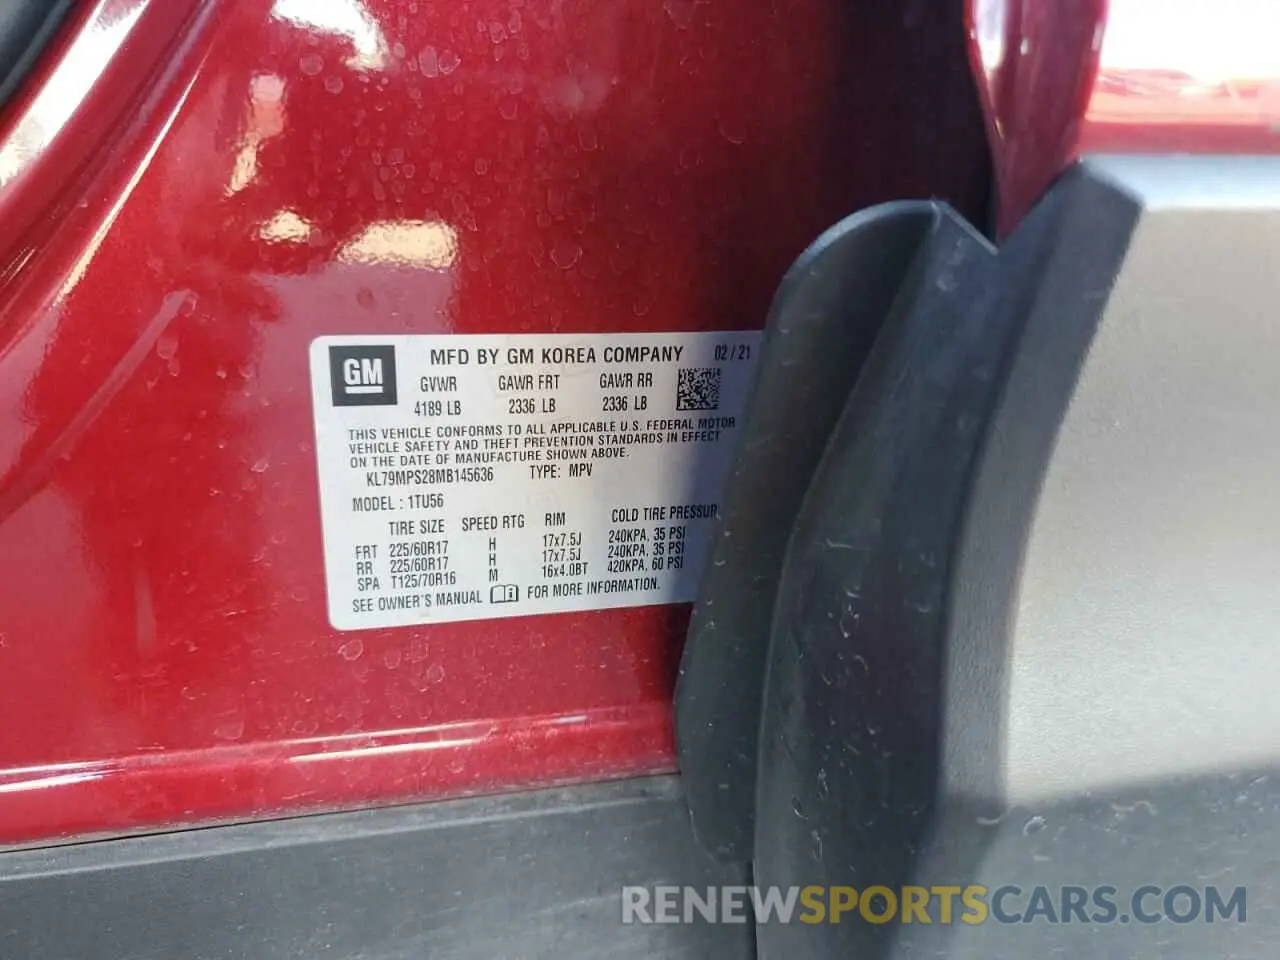 GM MFD BY GM KOREA COMPANY 02 / 21
GVWR GAWR FRT GAWR RR
4189 LB 2336 LB 2336 LB
THIS VEHICLE CONFORMS TO ALL APPLICABLE U.S. FEDERAL MOTOR
VEHICLE SAFETY AND THEFT PREVENTION STANDARDS IN EFFECT
ON THE DATE OF MANUFACTURE SHOWN ABOVE.
KL79MPS28MB145636 TYPE: MPV
MODEL : 1TU56
TIRE SIZE SPEED RTG RIM COLD TIRE PRESSUR
FRT 225/60R17 H 17x7.5J 240KPA, 35 PSI
RR 225/60R17 H 17x7.5J 240KPA, 35 PSI
SPA T125/70R16 M 16x4.0BT 420KPA, 60 PSI
SEE OWNER'S MANUAL i FOR MORE INFORMATION.
RENEWSPORTSCARS.COM